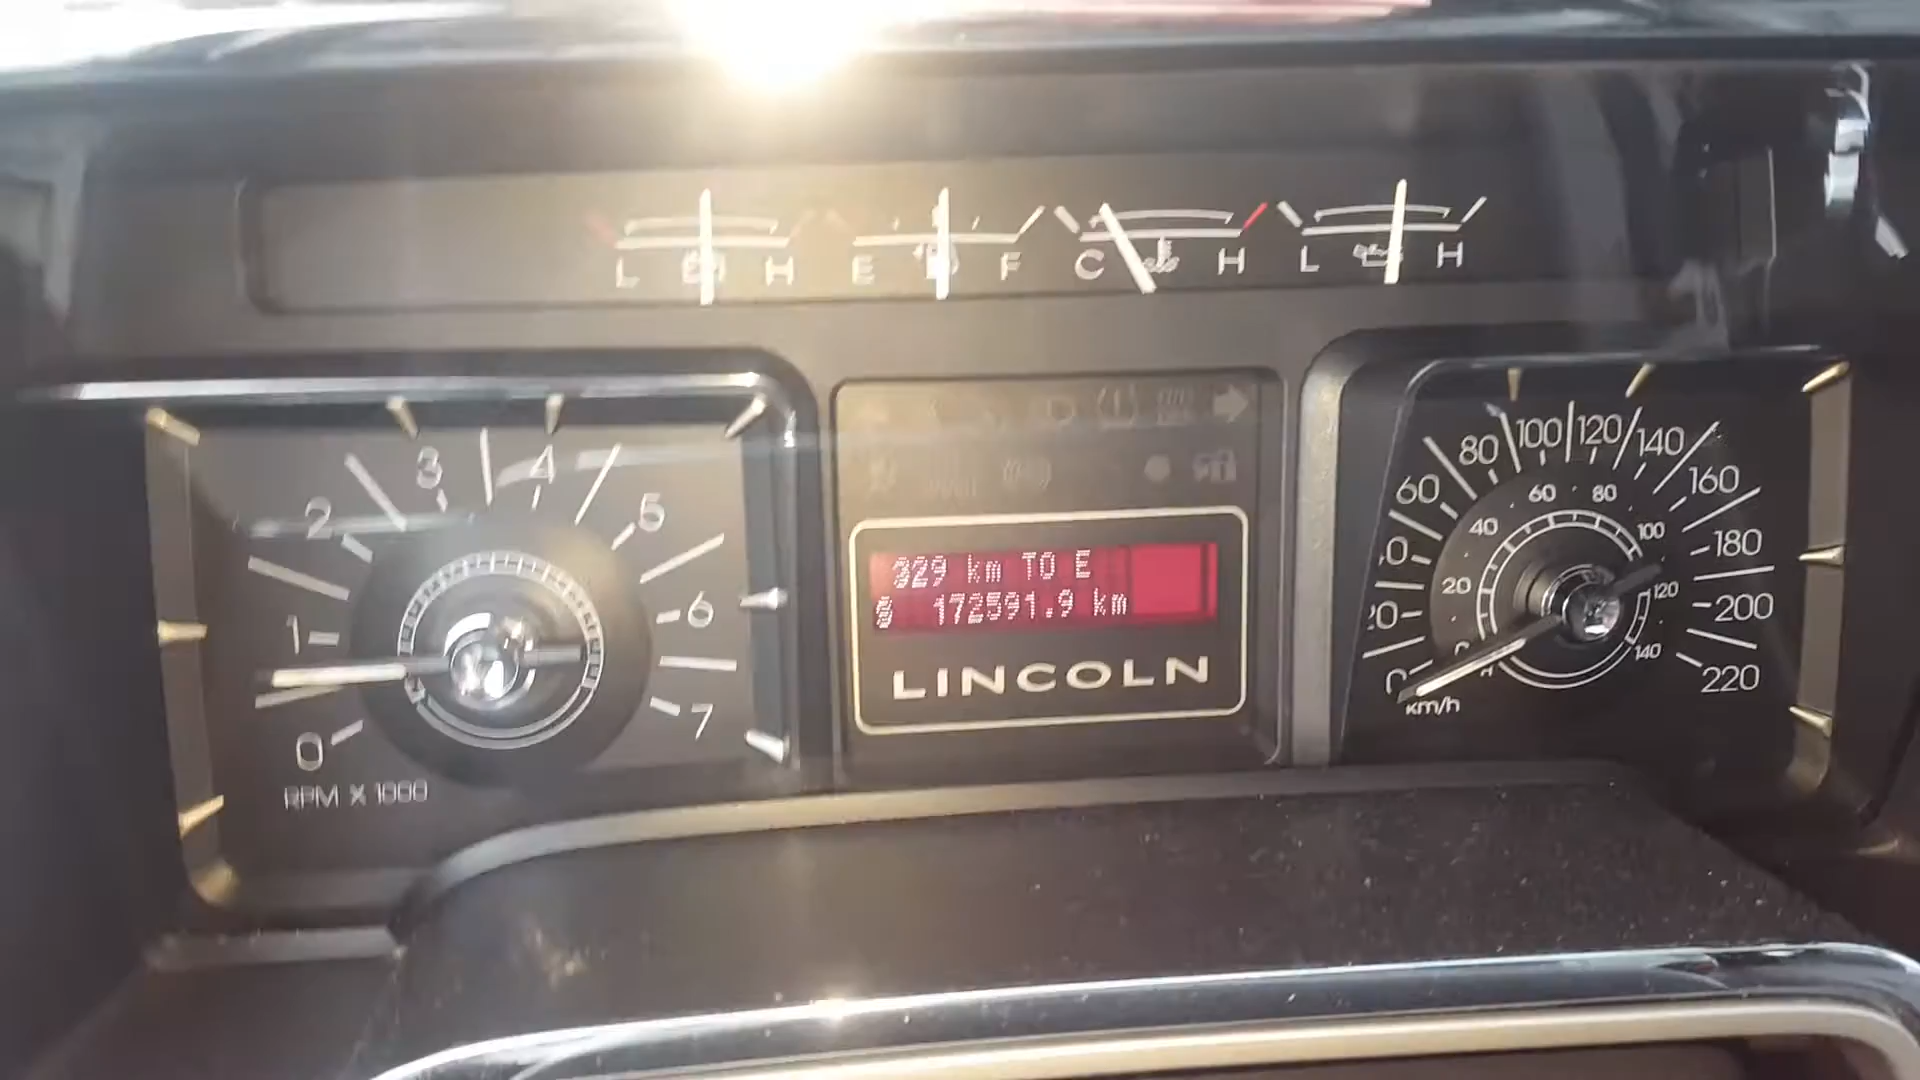 L H E F C H L H
1 2 3 4 5 6 7
0
RPM X 1000
329 km TO E
172591.9 km
LINCOLN
60 80 100 120 140 160 180 200 220
km/h
20 40 60 80 100 120 140